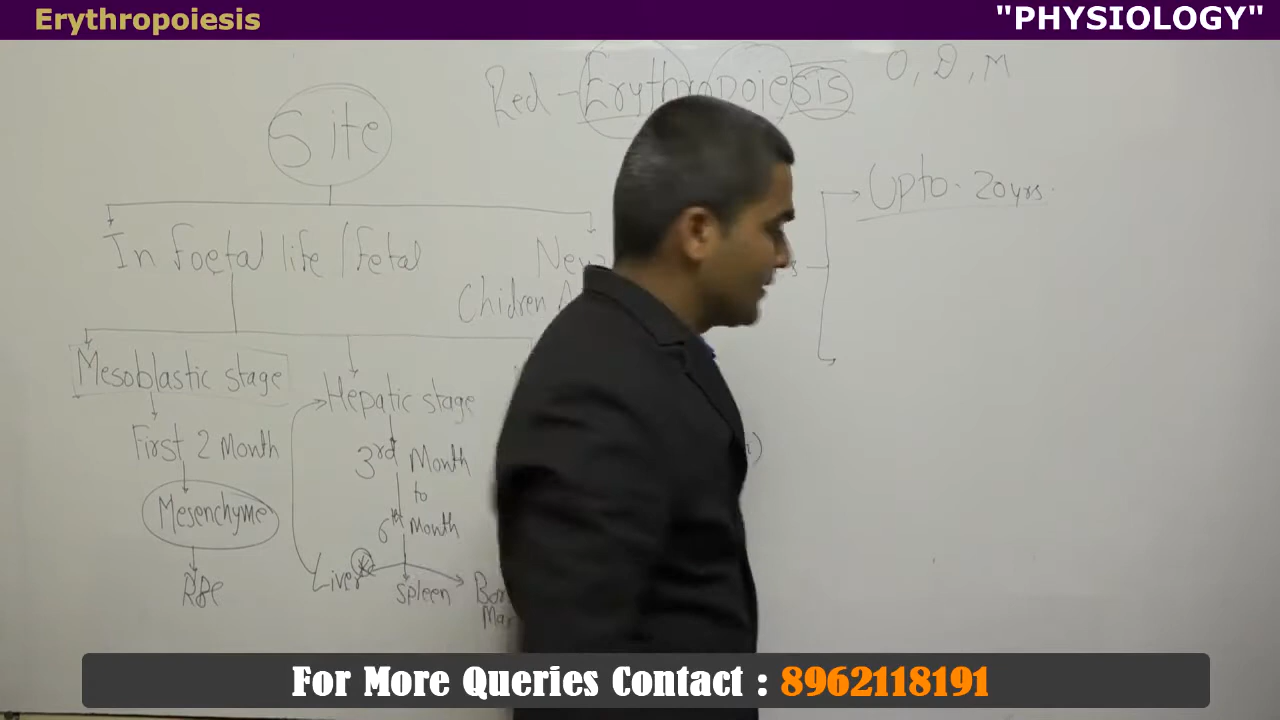 Erythropoiesis
"PHYSIOLOGY"
Red - Erythropoiesis
O, D, M
Site
Upto 20yrs.
In Foetal life / Fetal
Chidren
Mesoblastic stage
Hepatic stage
First 2 Month
3rd Month
to
6th Month
Mesenchyme
RBC
Liver
Spleen
For More Queries Contact : 8962118191